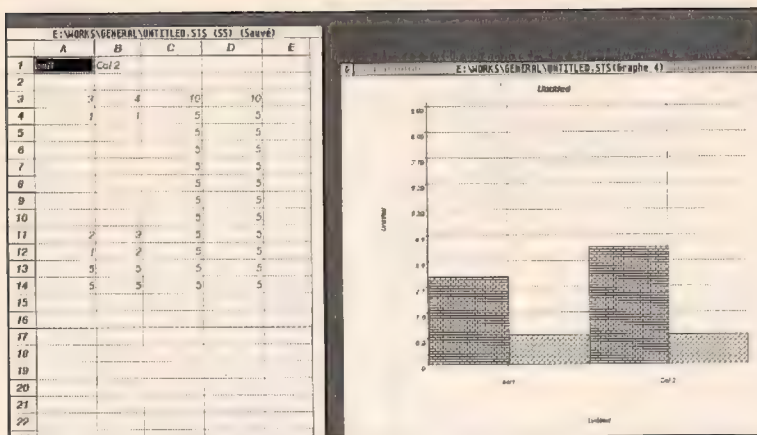 E:\WORKS\GENERAL\UNTITLED.STS (SS) (Sauvé)
A B C D E
1 Col 2
2
3 3 4 10 10
4 1 1 5 5
5 5 5
6 5 5
7 5 5
8 5 5
9 5 5
10 5 5
11 2 3 5 5
12 1 2 5 5
13 5 5 5 5
14 5 5 5 5
15
16
17
18
19
20
21
22
E:\WORKS\GENERAL\UNTITLED.STS(Graphe 4)
Untitled
Untitled
0
Col 2
Untitled